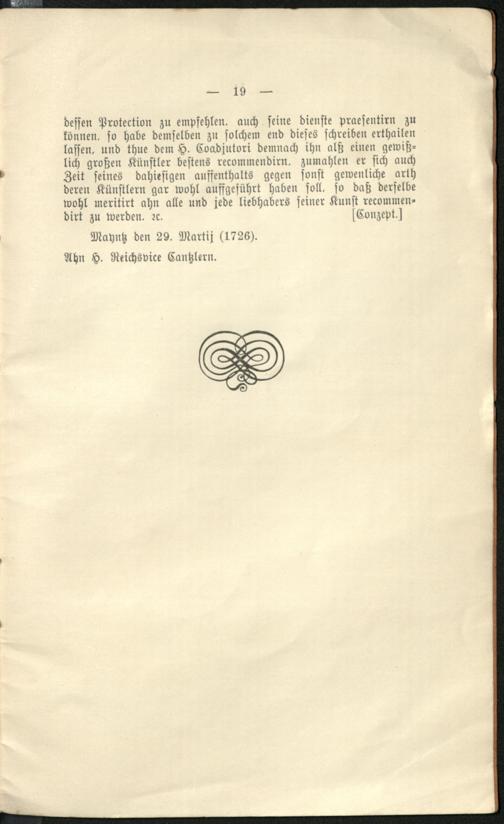 — 19 —
dessen Protection zu empfehlen. auch seine dienste praesentirn zu
können. so habe demselben zu solchem end dieses schreiben erthailen
lassen. und thue dem H. Coadjutori demnach ihn alß einen gewiß-
lich großen Künstler bestens recommendirn. zumahlen er sich auch
Zeit seines dahiesigen auffenthalts gegen sonst gewenliche arth
deren Künstlern gar wohl auffgeführt haben soll. so daß derselbe
wohl meritirt ahn alle und jede liebhabers seiner Kunst recommen-
dirt zu werden. ꝛc. [Conzept.]
Mayntz den 29. Martij (1726).
Ahn H. Reichsvice Cantzlern.